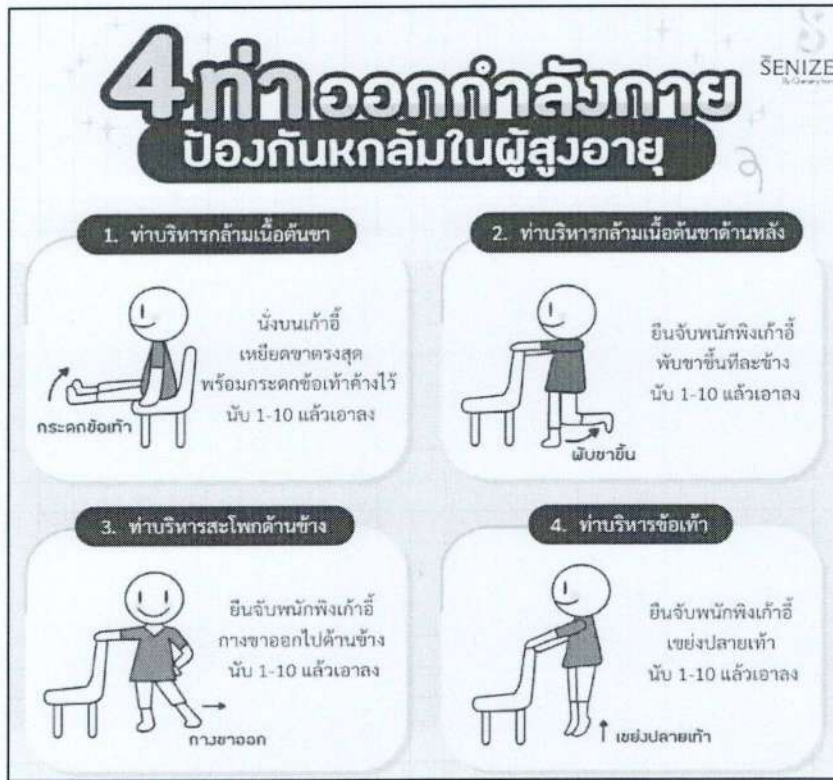 4 ท่า ออกกำลังกาย
ป้องกันหกล้มในผู้สูงอายุ
SENIZE
1. ท่าบริหารกล้ามเนื้อต้นขา
นั่งบนเก้าอี้
เหยียดขาตรงสุด
พร้อมกระดกข้อเท้าค้างไว้
นับ 1-10 แล้วเอาลง
กระดกข้อเท้า
2. ท่าบริหารกล้ามเนื้อต้นขาด้านหลัง
ยืนจับพนักพิงเก้าอี้
พับขาขึ้นทีละข้าง
นับ 1-10 แล้วเอาลง
พับขาขึ้น
3. ท่าบริหารสะโพกด้านข้าง
ยืนจับพนักพิงเก้าอี้
กางขาออกไปด้านข้าง
นับ 1-10 แล้วเอาลง
กางขาออก
4. ท่าบริหารข้อเท้า
ยืนจับพนักพิงเก้าอี้
เขย่งปลายเท้า
นับ 1-10 แล้วเอาลง
เขย่งปลายเท้า